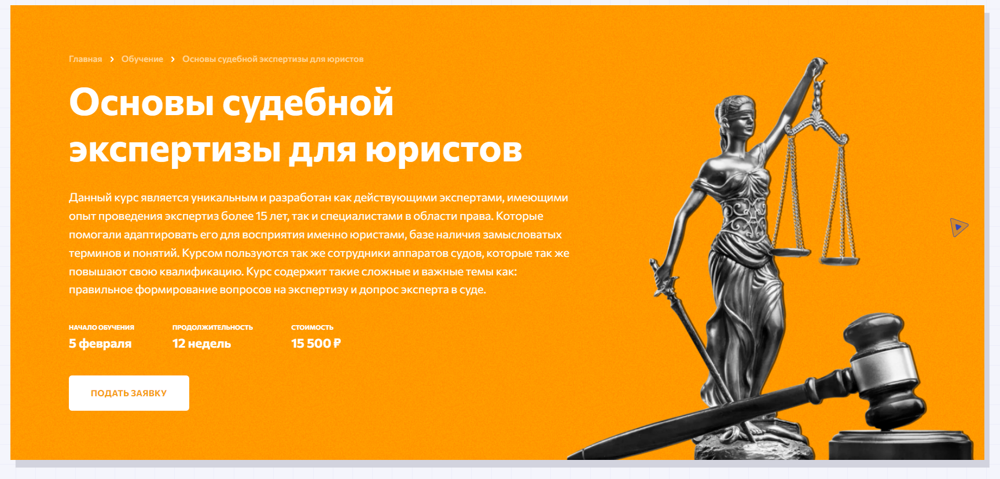 Главная > Обучение > Основы судебной экспертизы для юристов
Основы судебной
экспертизы для юристов
Данный курс является уникальным и разработан как действующими экспертами, имеющими
опыт проведения экспертиз более 15 лет, так и специалистами в области права. Которые
помогали адаптировать его для восприятия именно юристами, базе наличия замысловатых
терминов и понятий. Курсом пользуются так же сотрудники аппаратов судов, которые так же
повышают свою квалификацию. Курс содержит такие сложные и важные темы как:
правильное формирование вопросов на экспертизу и допрос эксперта в суде.
НАЧАЛО ОБУЧЕНИЯ ПРОДОЛЖИТЕЛЬНОСТЬ СТОИМОСТЬ
5 февраля 12 недель 15 500 ₽
ПОДАТЬ ЗАЯВКУ